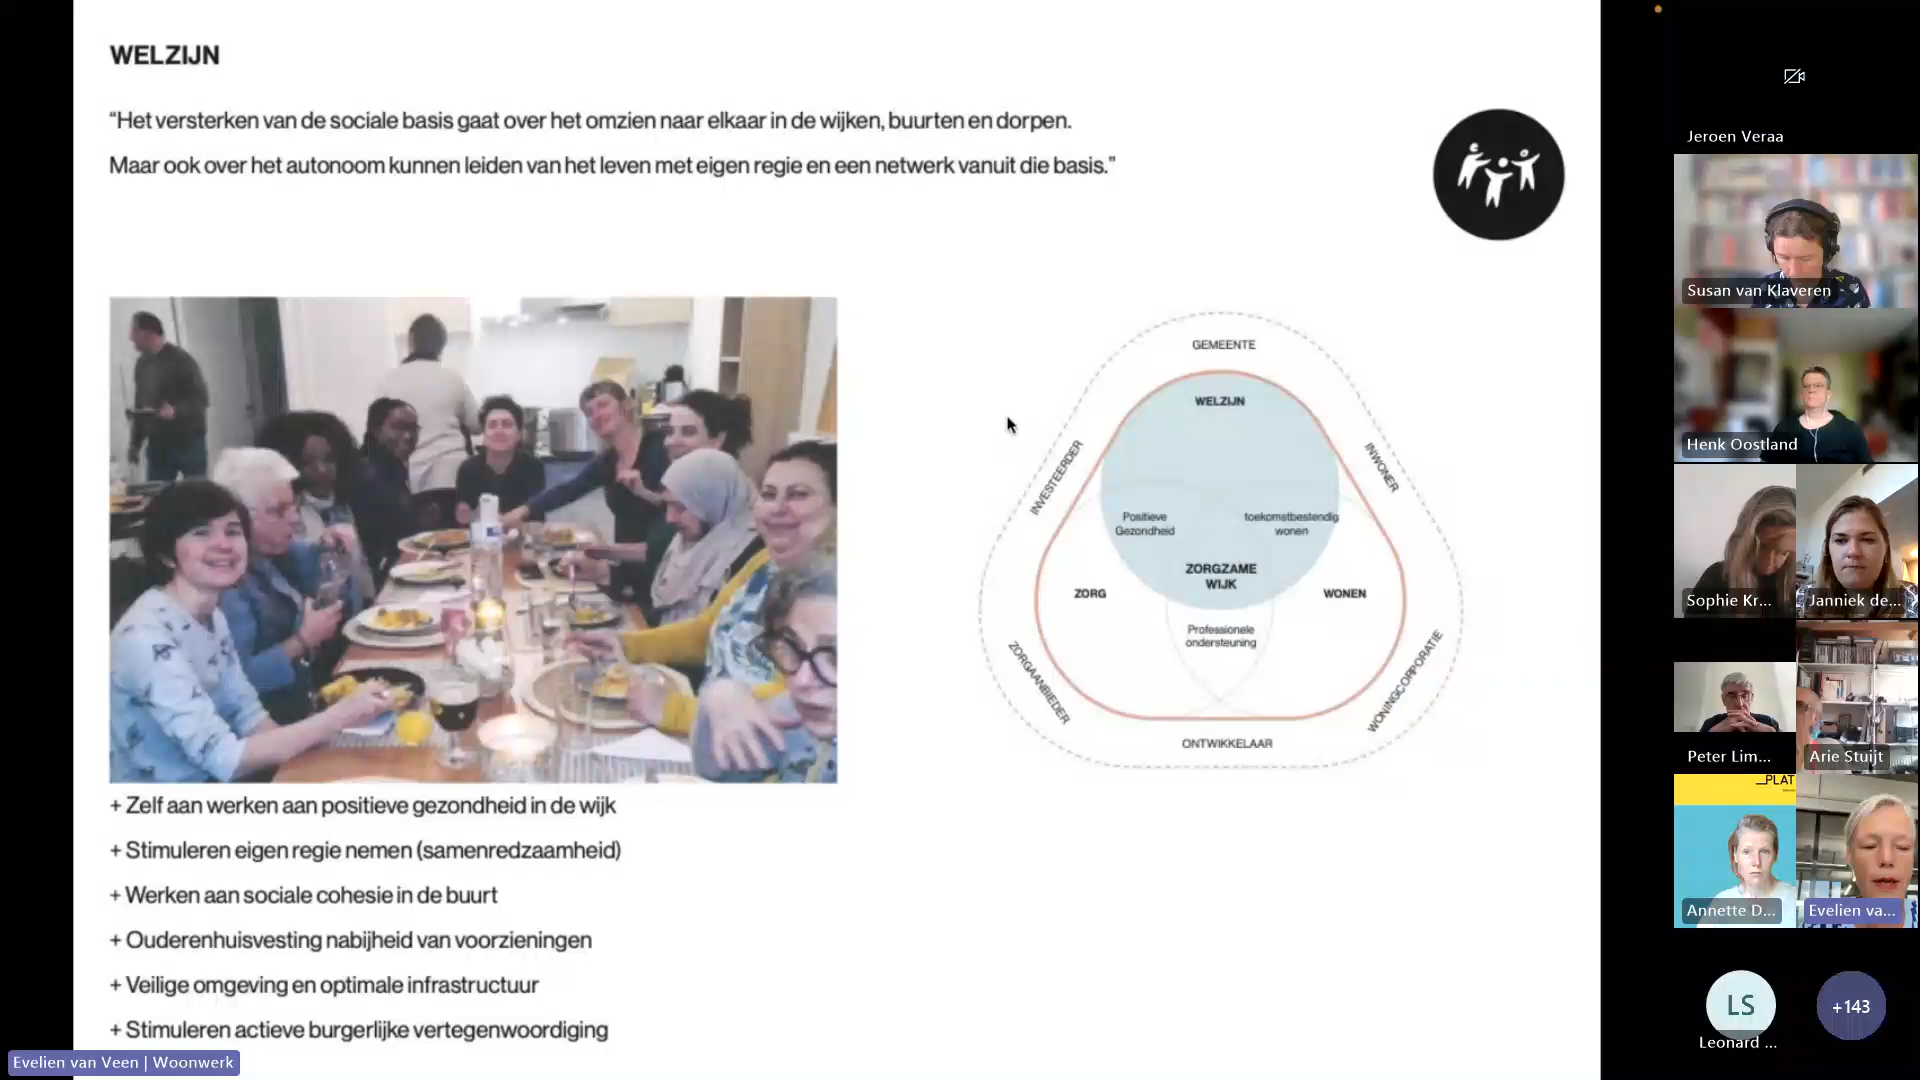 WELZIJN
“Het versterken van de sociale basis gaat over het omzien naar elkaar in de wijken, buurten en dorpen.
Maar ook over het autonoom kunnen leiden van het leven met eigen regie en een netwerk vanuit die basis.”
GEMEENTE
WELZIJN
INVESTEERDER
INWONER
Positieve
Gezondheid
toekomstbestendig
wonen
ZORGZAME
WIJK
ZORG
WONEN
Professionele
ondersteuning
ZORGAANBIEDER
WONINGCORPORATIE
ONTWIKKELAAR
+ Zelf aan werken aan positieve gezondheid in de wijk
+ Stimuleren eigen regie nemen (samenredzaamheid)
+ Werken aan sociale cohesie in de buurt
+ Ouderenhuisvesting nabijheid van voorzieningen
+ Veilige omgeving en optimale infrastructuur
+ Stimuleren actieve burgerlijke vertegenwoordiging
Evelien van Veen | Woonwerk
Jeroen Veraa
Susan van Klaveren
Henk Oostland
Sophie Kr...
Janniek de...
Peter Lim...
Arie Stuijt
_PLAT
Annette D...
Evelien va...
LS
+143
Leonard ...